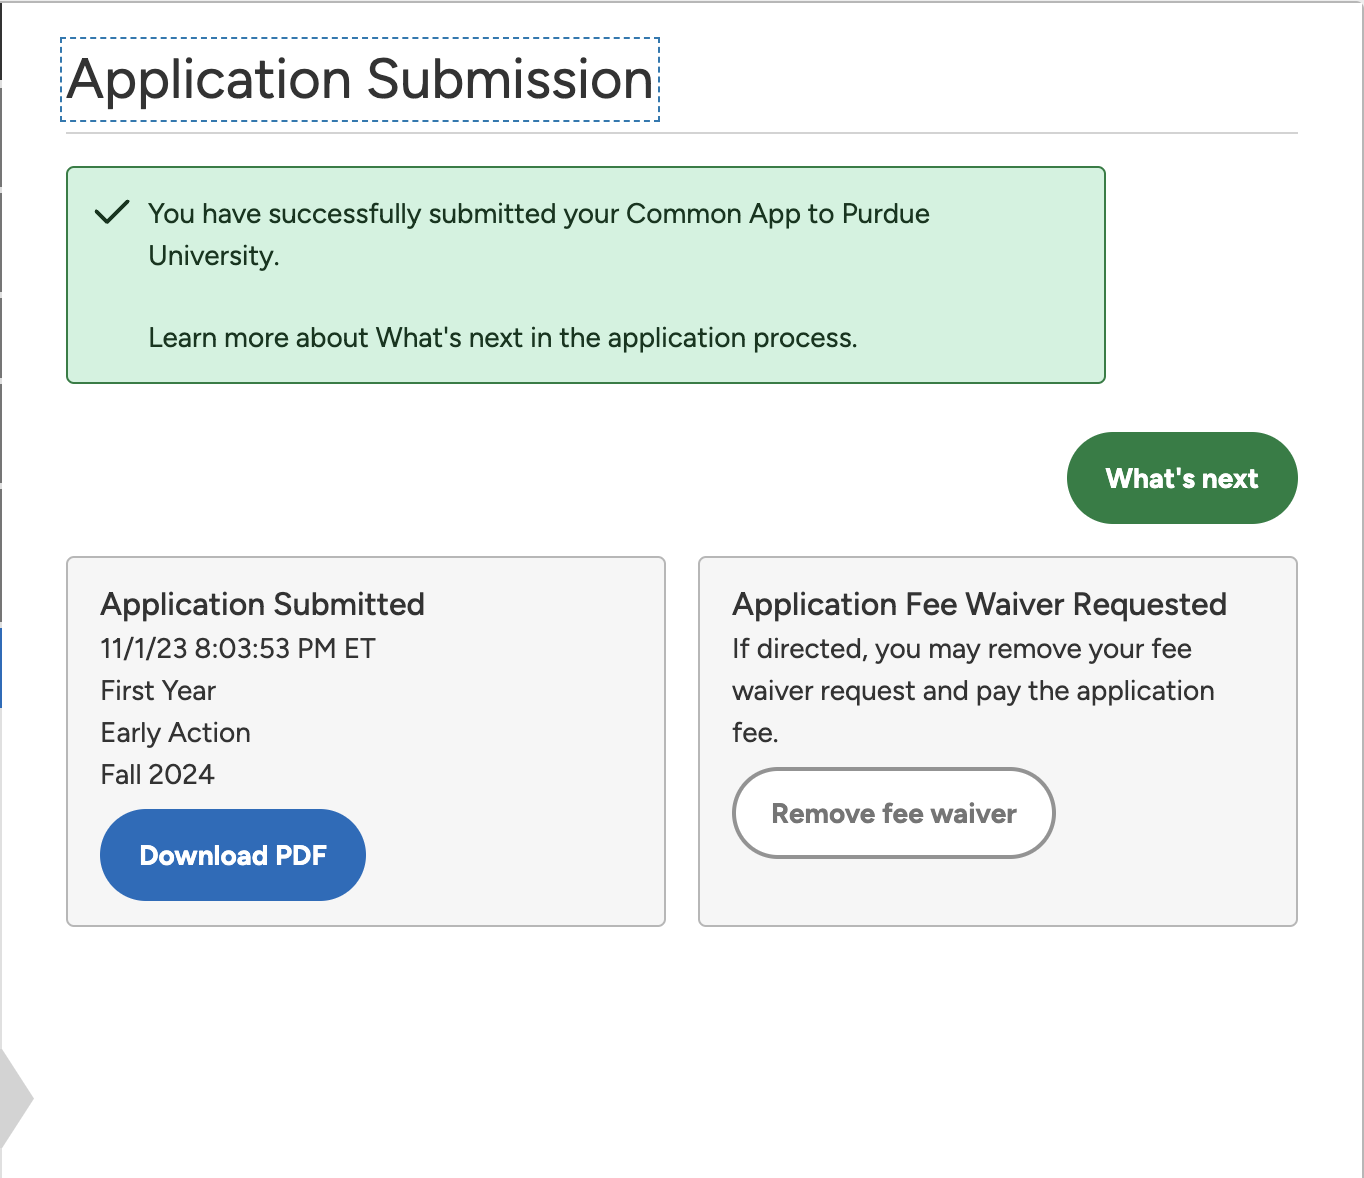 Application Submission
You have successfully submitted your Common App to Purdue
University.
Learn more about What's next in the application process.
What's next
Application Submitted
11/1/23 8:03:53 PM ET
First Year
Early Action
Fall 2024
Download PDF
Application Fee Waiver Requested
If directed, you may remove your fee
waiver request and pay the application
fee.
Remove fee waiver